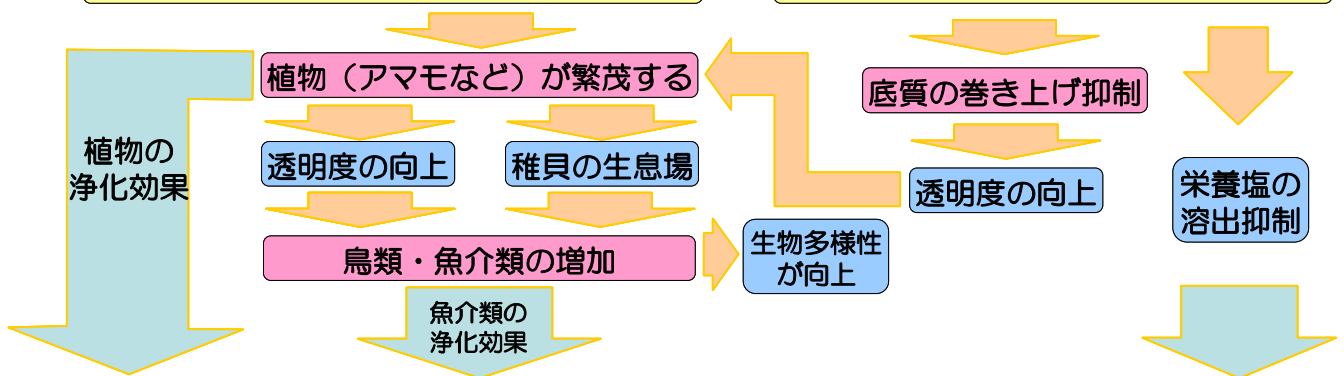 植物(アマモなど)が繁茂する
底質の巻き上げ抑制
植物の
浄化効果
透明度の向上
稚貝の生息場
透明度の向上
栄養塩の
溶出抑制
鳥類・魚介類の増加
生物多様性
が向上
魚介類の
浄化効果